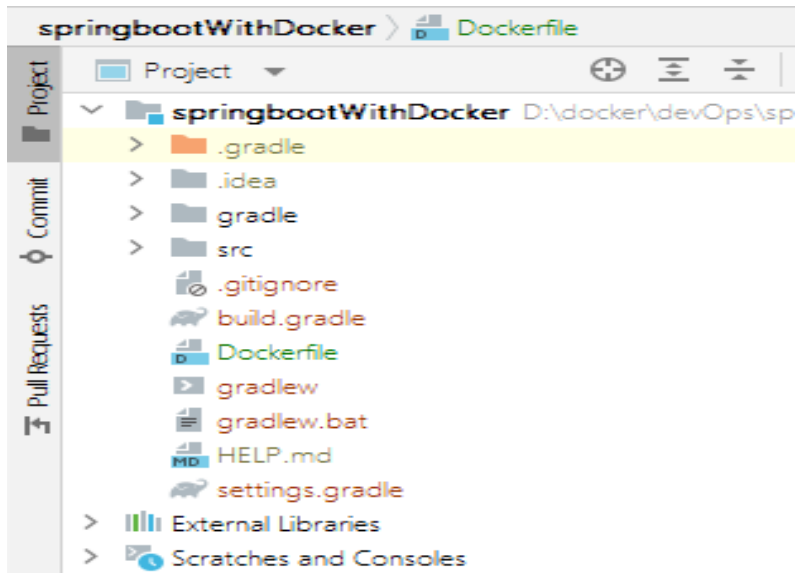 springbootWithDocker Dockerfile
Project
springbootWithDocker D:\docker\devOps\sp
.gradle
.idea
gradle
src
.gitignore
build.gradle
D Dockerfile
gradlew
gradlew.bat
MD HELP.md
settings.gradle
External Libraries
Scratches and Consoles
Project
Commit
Pull Requests